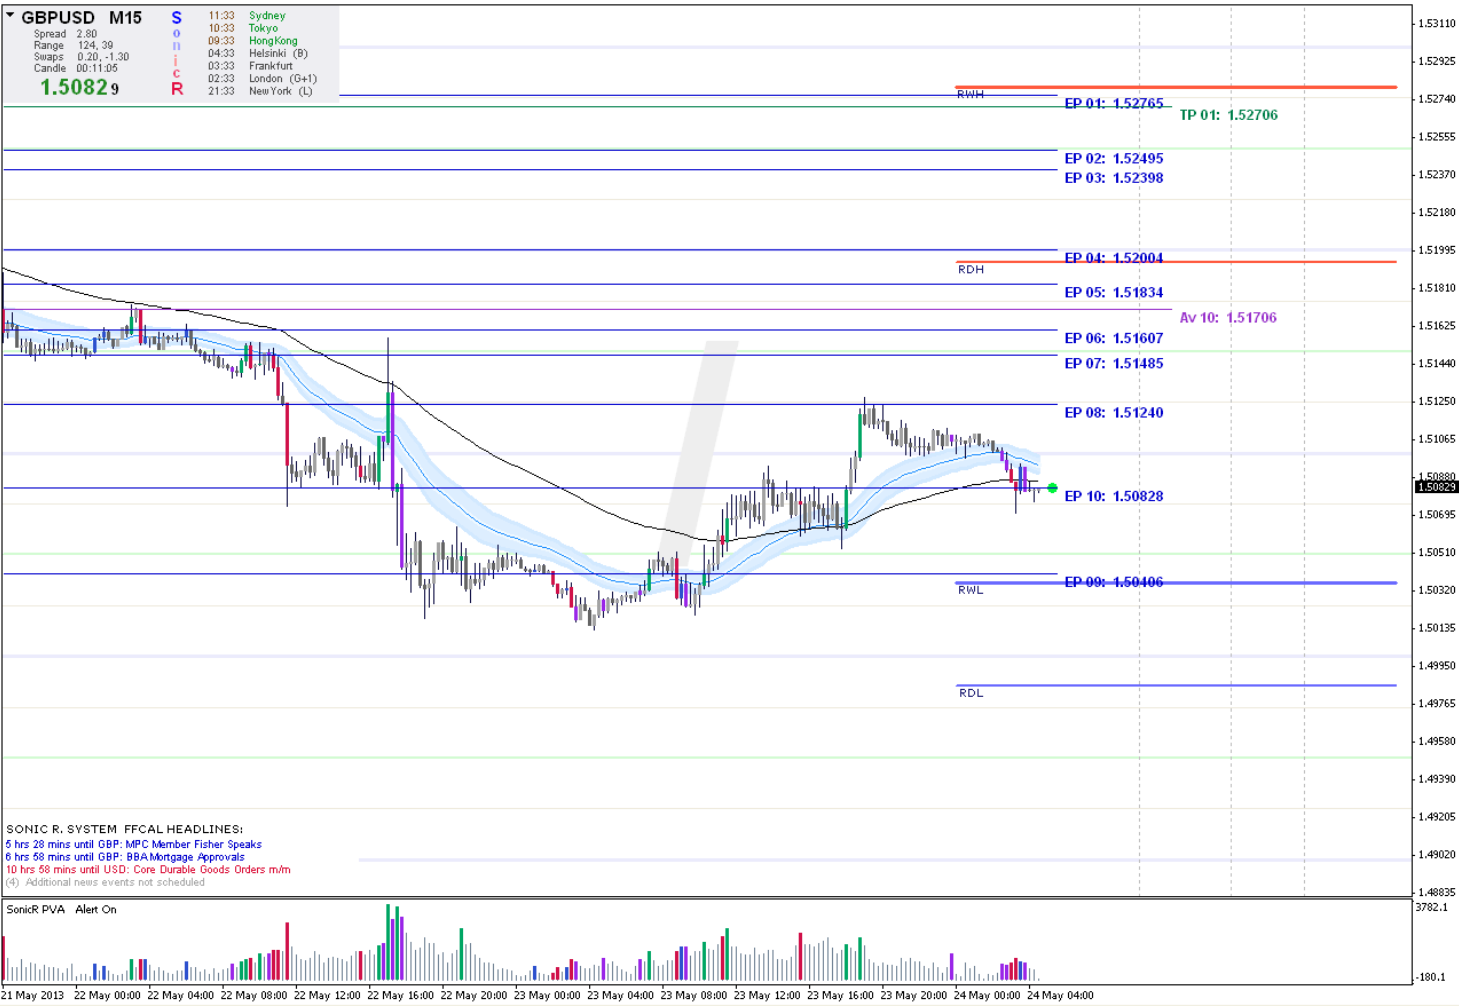 GBPUSD M15
Spread 2.80
Range 124, 39
Swaps 0.20, -1.30
Candle 00:11:05
1.50829
S
o
n
i
c
R
11:33 Sydney
10:33 Tokyo
09:33 HongKong
04:33 Helsinki (B)
03:33 Frankfurt
02:33 London (G+1)
21:33 NewYork (L)
RWH
EP 01: 1.52765
TP 01: 1.52706
EP 02: 1.52495
EP 03: 1.52398
EP 04: 1.52004
RDH
EP 05: 1.51834
Av 10: 1.51706
EP 06: 1.51607
EP 07: 1.51485
EP 08: 1.51240
EP 10: 1.50828
EP 09: 1.50406
RWL
RDL
1.53110
1.52925
1.52740
1.52555
1.52370
1.52180
1.51995
1.51810
1.51625
1.51440
1.51250
1.51065
1.50880
1.50829
1.50695
1.50510
1.50320
1.50135
1.49950
1.49765
1.49580
1.49390
1.49205
1.49020
1.48835
SONIC R. SYSTEM FFCAL HEADLINES:
5 hrs 28 mins until GBP: MPC Member Fisher Speaks
6 hrs 58 mins until GBP: BBA Mortgage Approvals
10 hrs 58 mins until USD: Core Durable Goods Orders m/m
(4) Additional news events not scheduled
SonicR PVA Alert On
3782.1
-180.1
21 May 2013 22 May 00:00 22 May 04:00 22 May 08:00 22 May 12:00 22 May 16:00 22 May 20:00 23 May 00:00 23 May 04:00 23 May 08:00 23 May 12:00 23 May 16:00 23 May 20:00 24 May 00:00 24 May 04:00